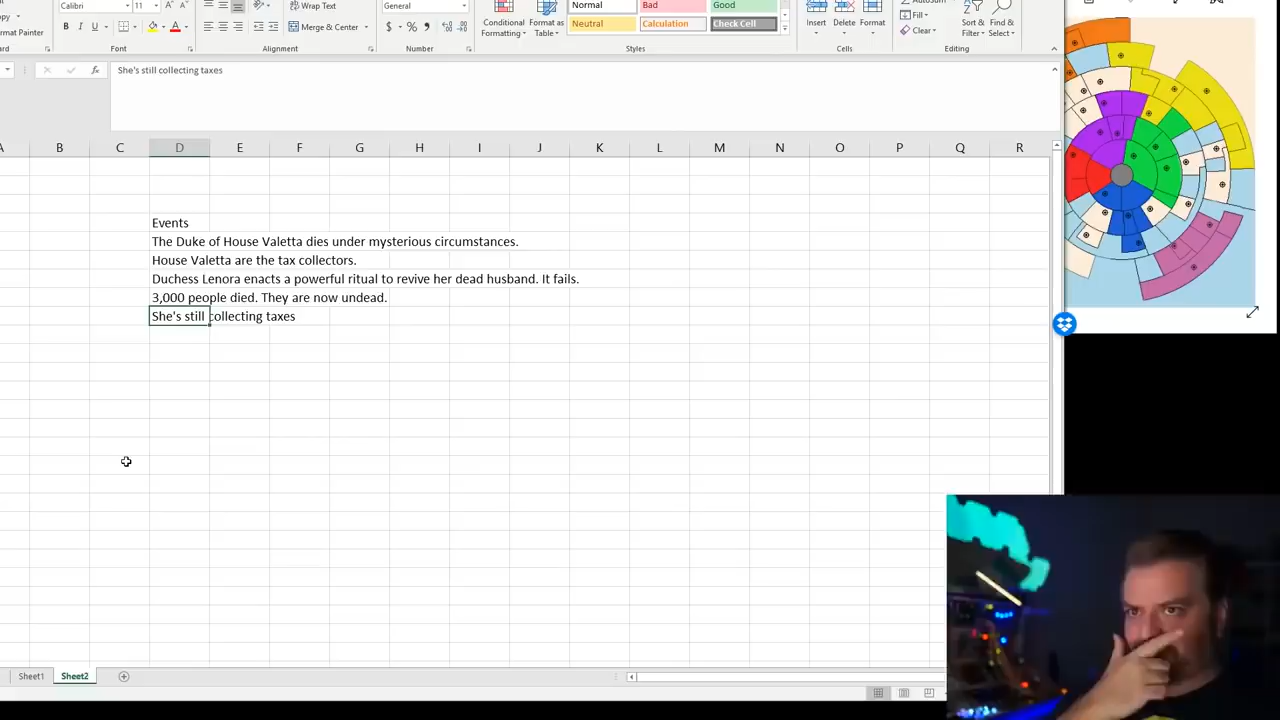 Calibri 11 Wrap Text General Normal Bad Good AutoSum
Format Painter B I U Merge & Center $ % Conditional Formatting Format as Table Neutral Calculation Check Cell Insert Delete Format Fill Clear Sort & Filter Find & Select
Font Alignment Number Styles Cells Editing
fx She's still collecting taxes
A B C D E F G H I J K L M N O P Q R
Events
The Duke of House Valetta dies under mysterious circumstances.
House Valetta are the tax collectors.
Duchess Lenora enacts a powerful ritual to revive her dead husband. It fails.
3,000 people died. They are now undead.
She's still collecting taxes
Sheet1 Sheet2